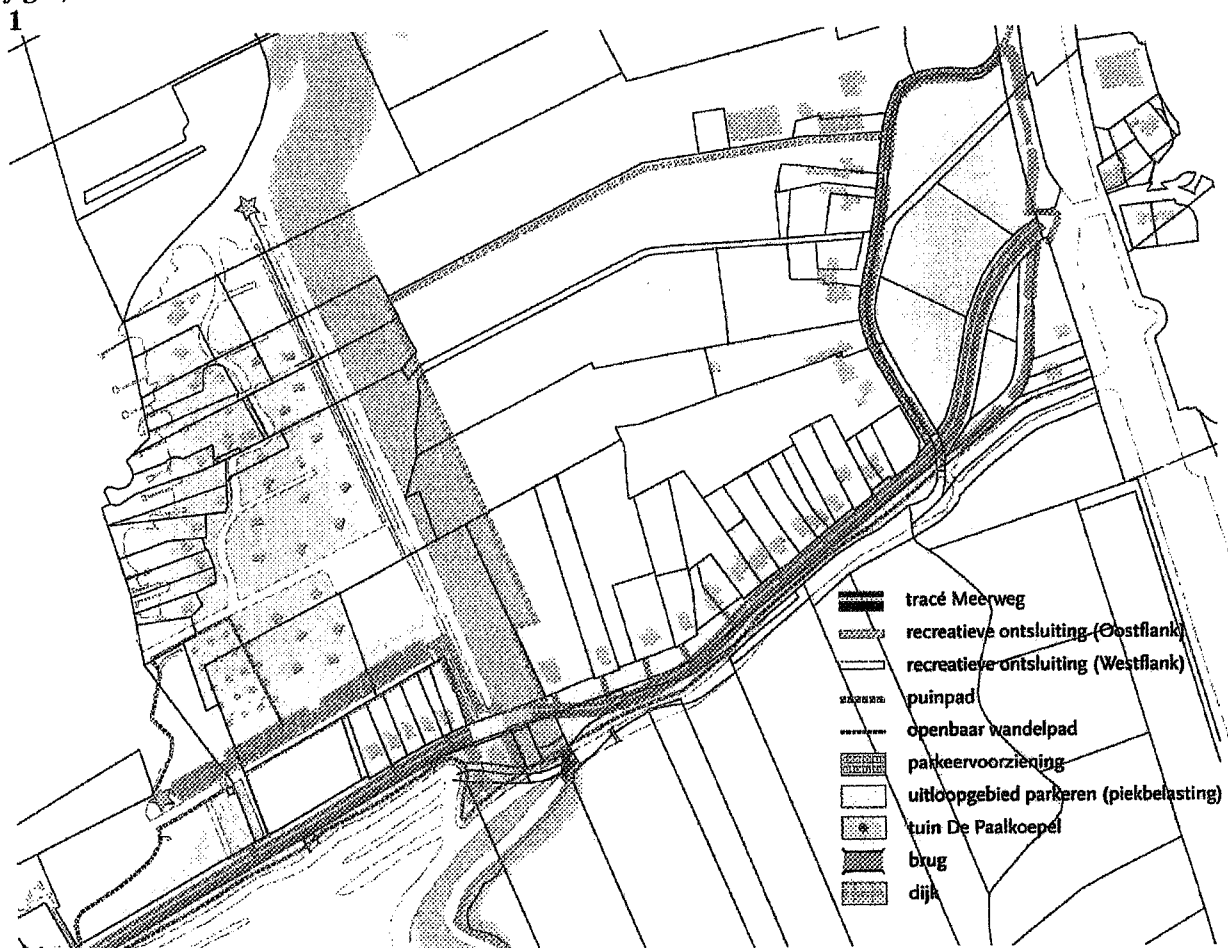 1
tracé Meerweg
recreatieve ontsluiting (Oostflank)
recreatieve ontsluiting (Westflank)
puinpad
openbaar wandelpad
parkeervoorziening
uitloopgebied parkeren (piekbelasting)
tuin De Paalkoepel
brug
dijk